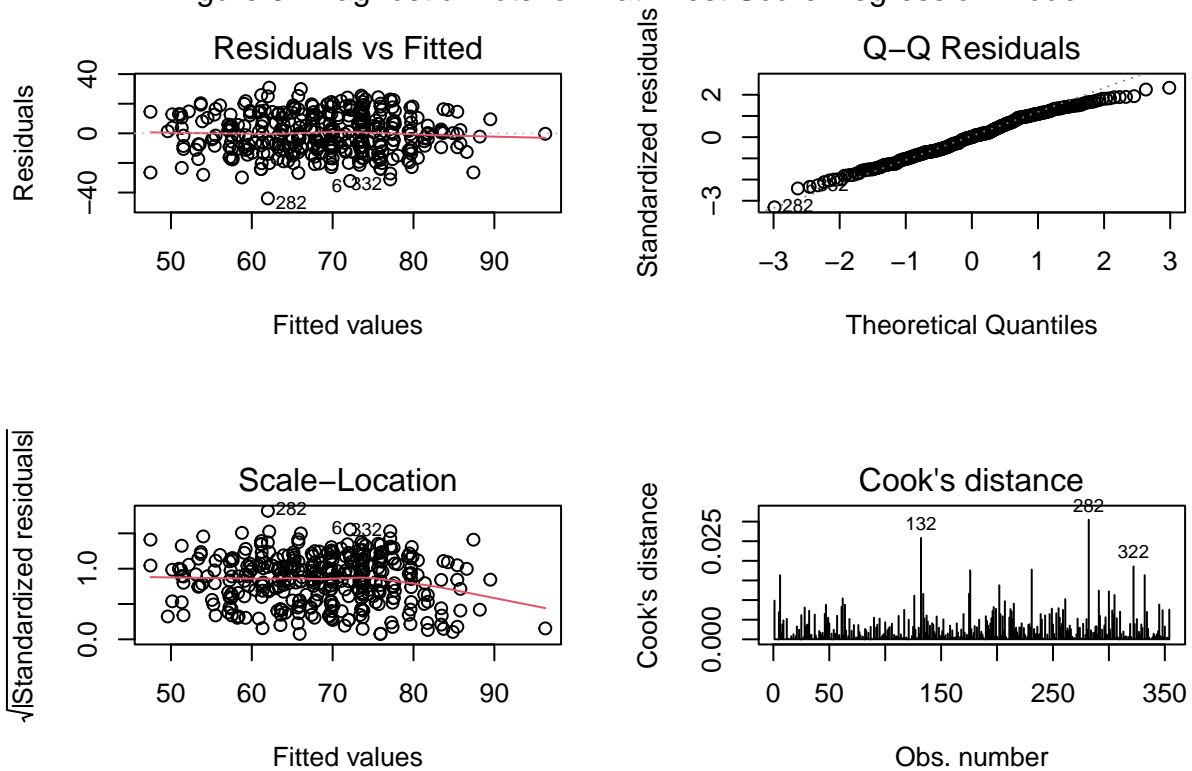 Residuals vs Fitted
Residuals
40
0
−40
282
332
6
50 60 70 80 90
Fitted values
Q−Q Residuals
Standardized residuals
2
0
−3
282
−3 −2 −1 0 1 2 3
Theoretical Quantiles
Scale−Location
√|Standardized residuals|
1.0
0.0
282
6 332
50 60 70 80 90
Fitted values
Cook's distance
Cook's distance
0.025
0.000
132
282
322
0 50 150 250 350
Obs. number